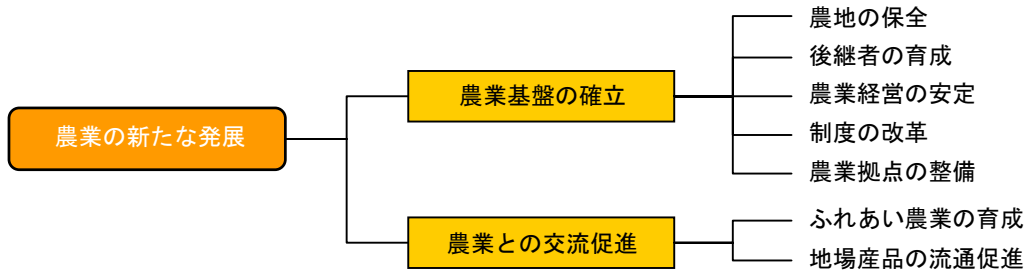 農業の新たな発展
農業基盤の確立
農地の保全
後継者の育成
農業経営の安定
制度の改革
農業拠点の整備
農業との交流促進
ふれあい農業の育成
地場産品の流通促進